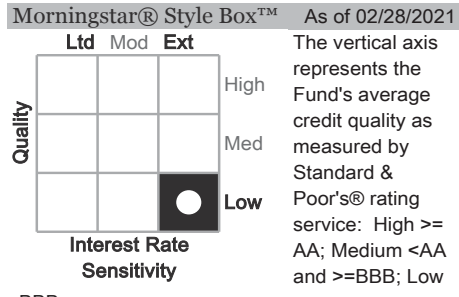 Morningstar® Style Box™ As of 02/28/2021
Ltd Mod Ext
High
Med
Low
Quality
Interest Rate
Sensitivity
The vertical axis
represents the
Fund's average
credit quality as
measured by
Standard &
Poor's® rating
service: High >=
AA; Medium <AA
and >=BBB; Low